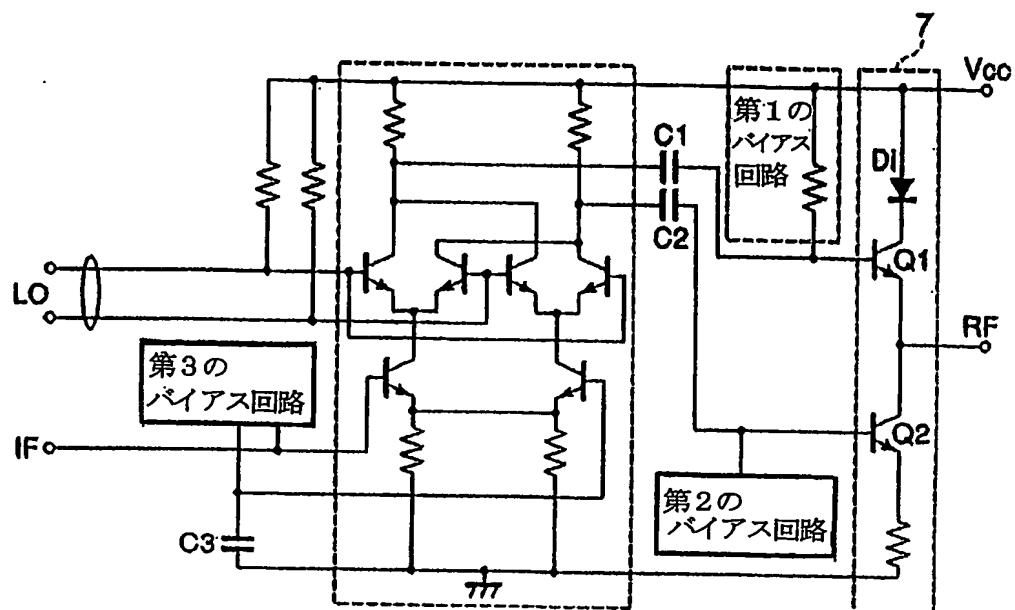 7
Vcc
第1の
バイアス
回路
C1
C2
Di
Q1
LO
RF
第3の
バイアス回路
IF
Q2
第2の
バイアス回路
C3